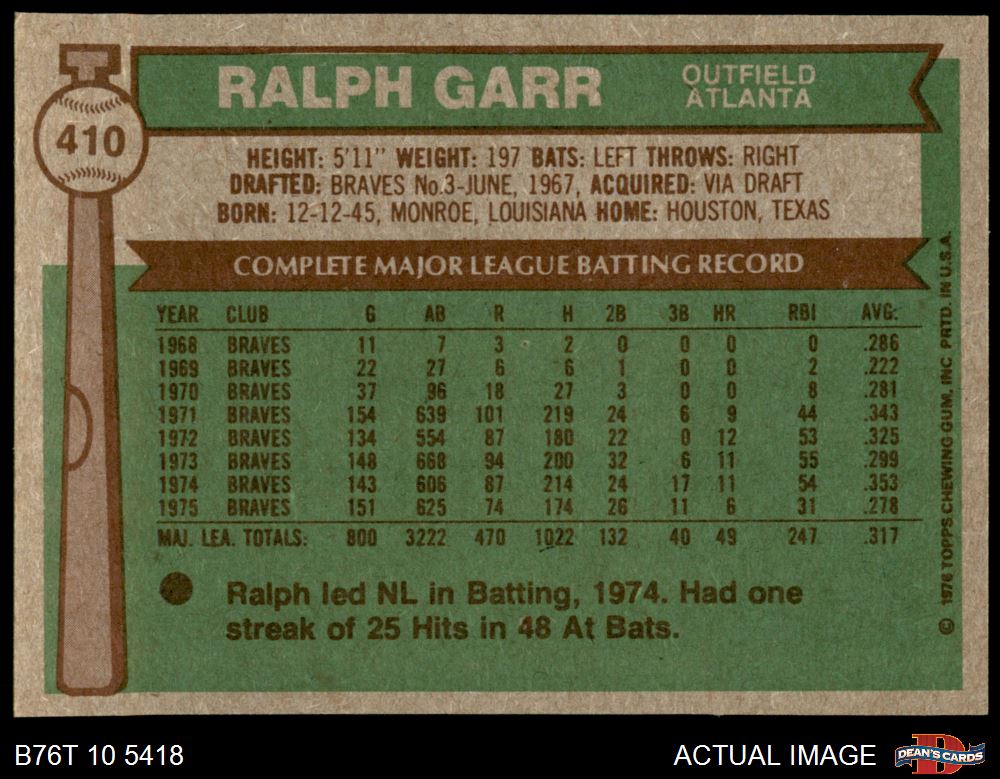 410
RALPH GARR
OUTFIELD
ATLANTA
HEIGHT: 5'11" WEIGHT: 197 BATS: LEFT THROWS: RIGHT
DRAFTED: BRAVES No.3-JUNE, 1967, ACQUIRED: VIA DRAFT
BORN: 12-12-45, MONROE, LOUISIANA HOME: HOUSTON, TEXAS
COMPLETE MAJOR LEAGUE BATTING RECORD
YEAR CLUB G AB R H 2B 3B HR RBI AVG.
1968 BRAVES 11 7 3 2 0 0 0 0 .286
1969 BRAVES 22 27 6 6 1 0 0 2 .222
1970 BRAVES 37 96 18 27 3 0 0 8 .281
1971 BRAVES 154 639 101 219 24 6 9 44 .343
1972 BRAVES 134 554 87 180 22 0 12 53 .325
1973 BRAVES 148 668 94 200 32 6 11 55 .299
1974 BRAVES 143 606 87 214 24 17 11 54 .353
1975 BRAVES 151 625 74 174 26 11 6 31 .278
MAJ. LEA. TOTALS: 800 3222 470 1022 132 40 49 247 .317
Ralph led NL in Batting, 1974. Had one
streak of 25 Hits in 48 At Bats.
© 1976 TOPPS CHEWING GUM, INC PRTD. IN U.S.A.
B76T 10 5418
ACTUAL IMAGE
DEAN'S CARDS